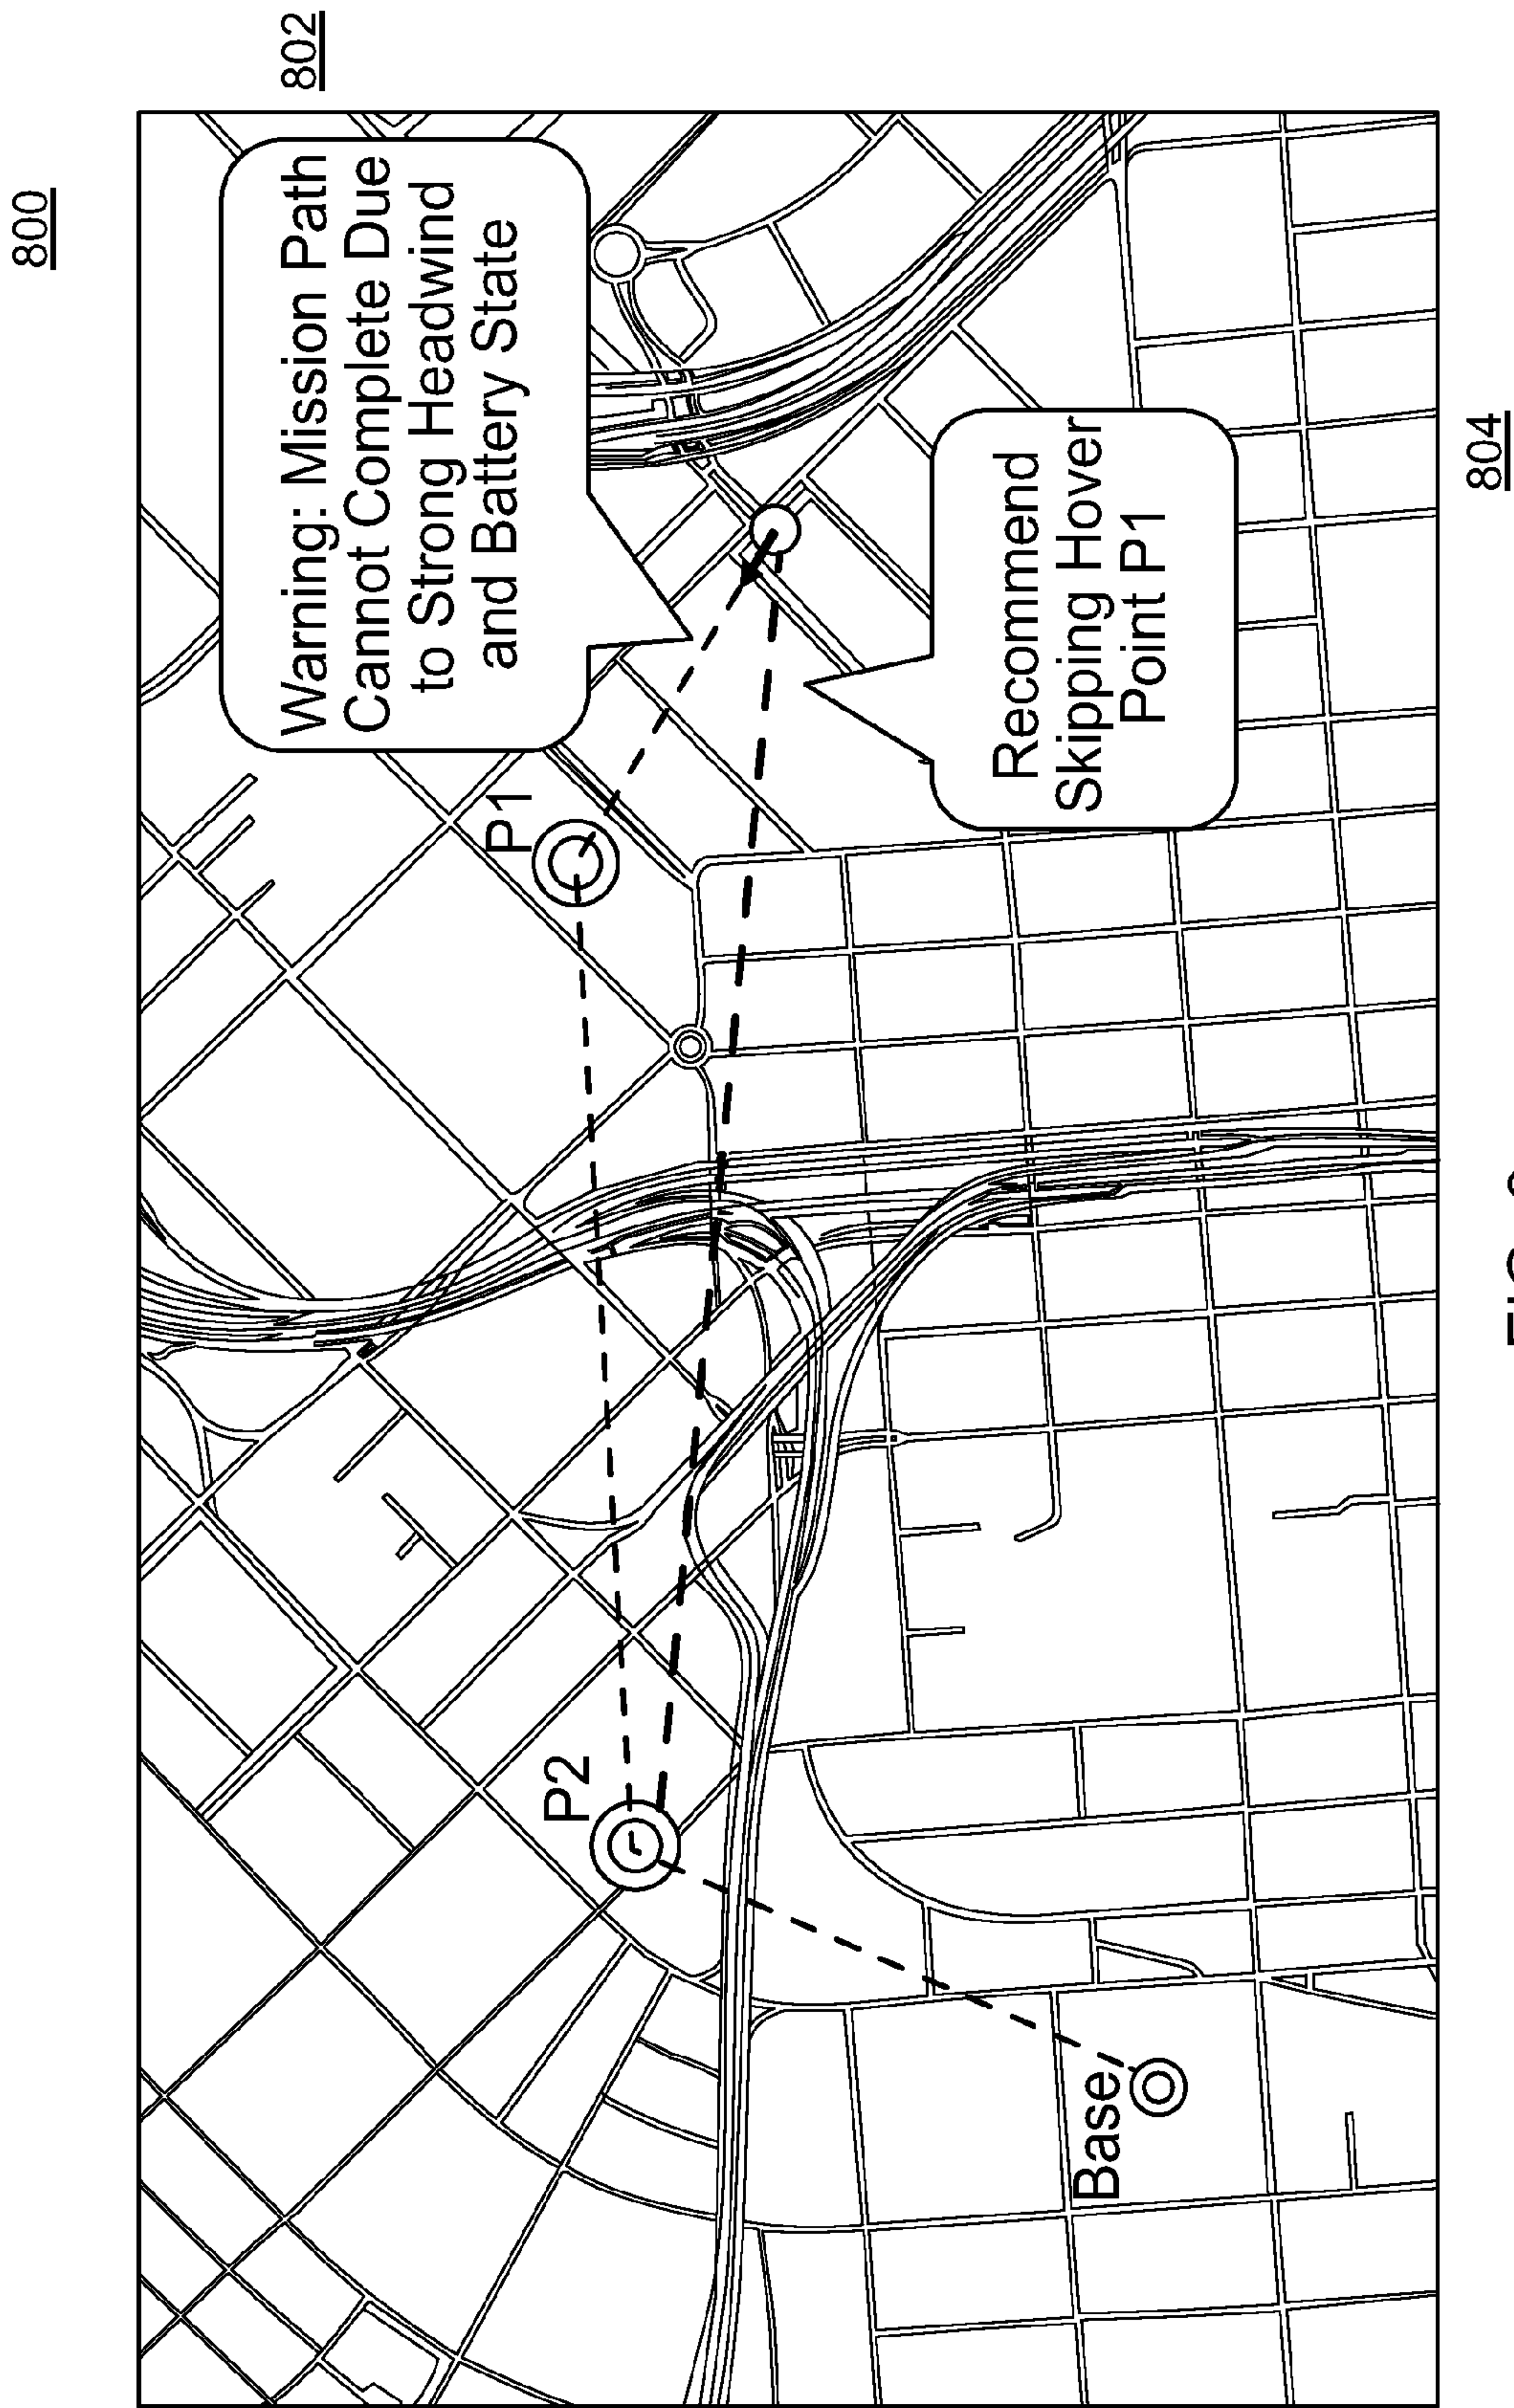 800
802
Warning: Mission Path
Cannot Complete Due
to Strong Headwind
and Battery State
P1
P2
Recommend
Skipping Hover
Point P1
Base
804